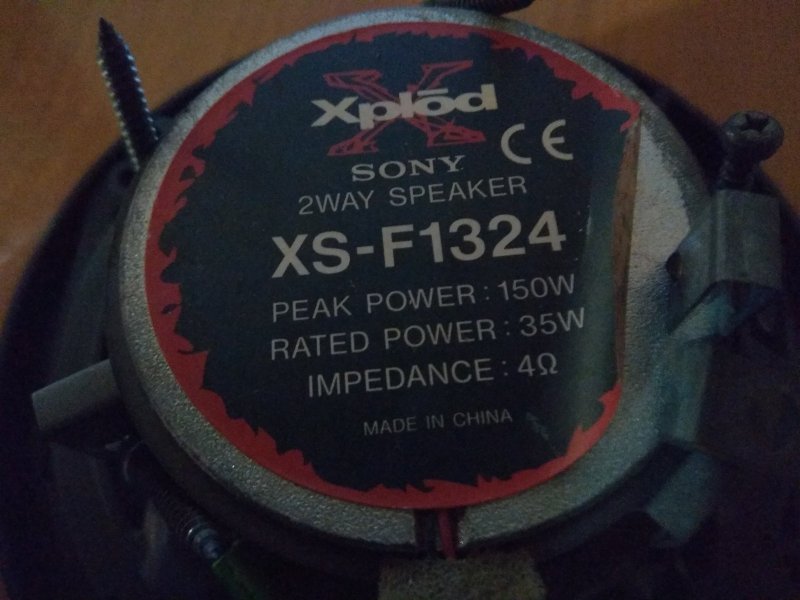 Xplōd
SONY
CE
2WAY SPEAKER
XS-F1324
PEAK POWER : 150W
RATED POWER : 35W
IMPEDANCE : 4Ω
MADE IN CHINA